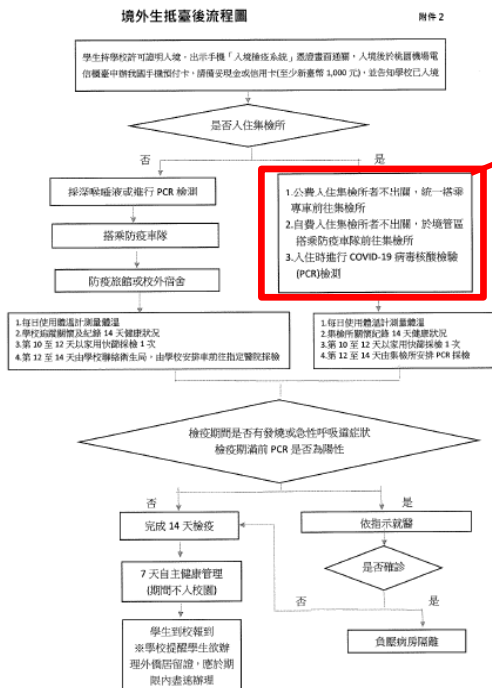 境外生抵臺後流程圖
附件 2
學生持學校許可證明入境，出示手機「入境檢疫系統」憑證畫面通關，入境後於桃園機場電
信櫃臺申辦我國手機預付卡，請備妥現金或信用卡(至少新臺幣 1,000 元)，並告知學校已入境
是否入住集檢所
否
是
採深喉唾液或進行 PCR 檢測
搭乘防疫車隊
防疫旅館或校外宿舍
1.公費入住集檢所者不出關，統一搭乘
專車前往集檢所
2.自費入住集檢所者不出關，於境管區
搭乘防疫車隊前往集檢所
3.入住時進行 COVID-19 病毒核酸檢驗
(PCR)檢測
1.每日使用體溫計測量體溫
2.學校追蹤關懷及紀錄 14 天健康狀況
3.第 10 至 12 天以家用快篩採檢 1 次
4.第 12 至 14 天由學校聯絡衛生局，由學校安排車前往指定醫院採檢
1.每日使用體溫計測量體溫
2.集檢所關懷紀錄 14 天健康狀況
3.第 10 至 12 天以家用快篩採檢 1 次
4.第 12 至 14 天由集檢所安排 PCR 採檢
檢疫期間是否有發燒或急性呼吸道症狀
檢疫期滿前 PCR 是否為陽性
否
是
完成 14 天檢疫
依指示就醫
7 天自主健康管理
(期間不入校園)
是否確診
否
是
學生到校報到
※學校提醒學生欲辦
理外僑居留證，應於期
限內盡速辦理
負壓病房隔離